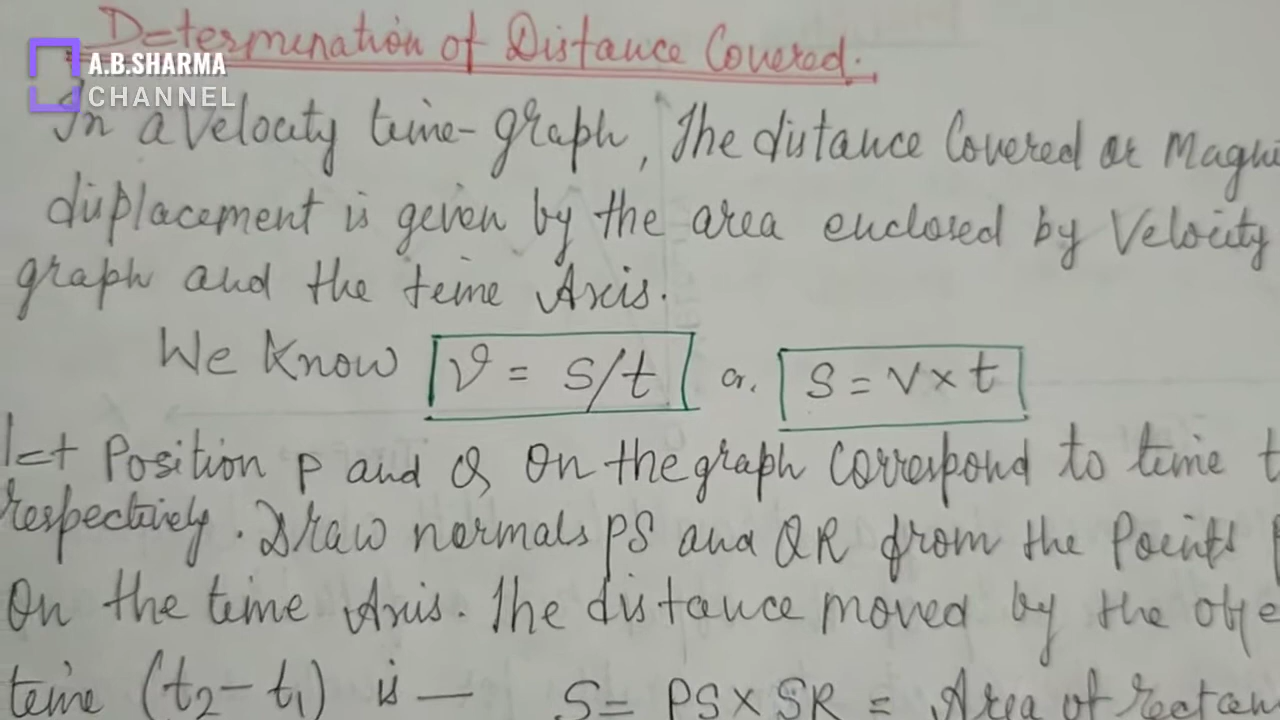 Determination of Distance Covered.
A.B.SHARMA
CHANNEL
In a Velocity time-graph, The distance Covered or Magni
displacement is given by the area enclosed by Velocity
graph and the time Axis.
We Know v = s/t or. S = v × t
let Position P and Q On the graph correspond to time t
respectively. Draw normals PS and QR from the Points P
On the time Axis. The distance moved by the obje
time (t₂ - t₁) is — S = PS × SR = Area of rectan